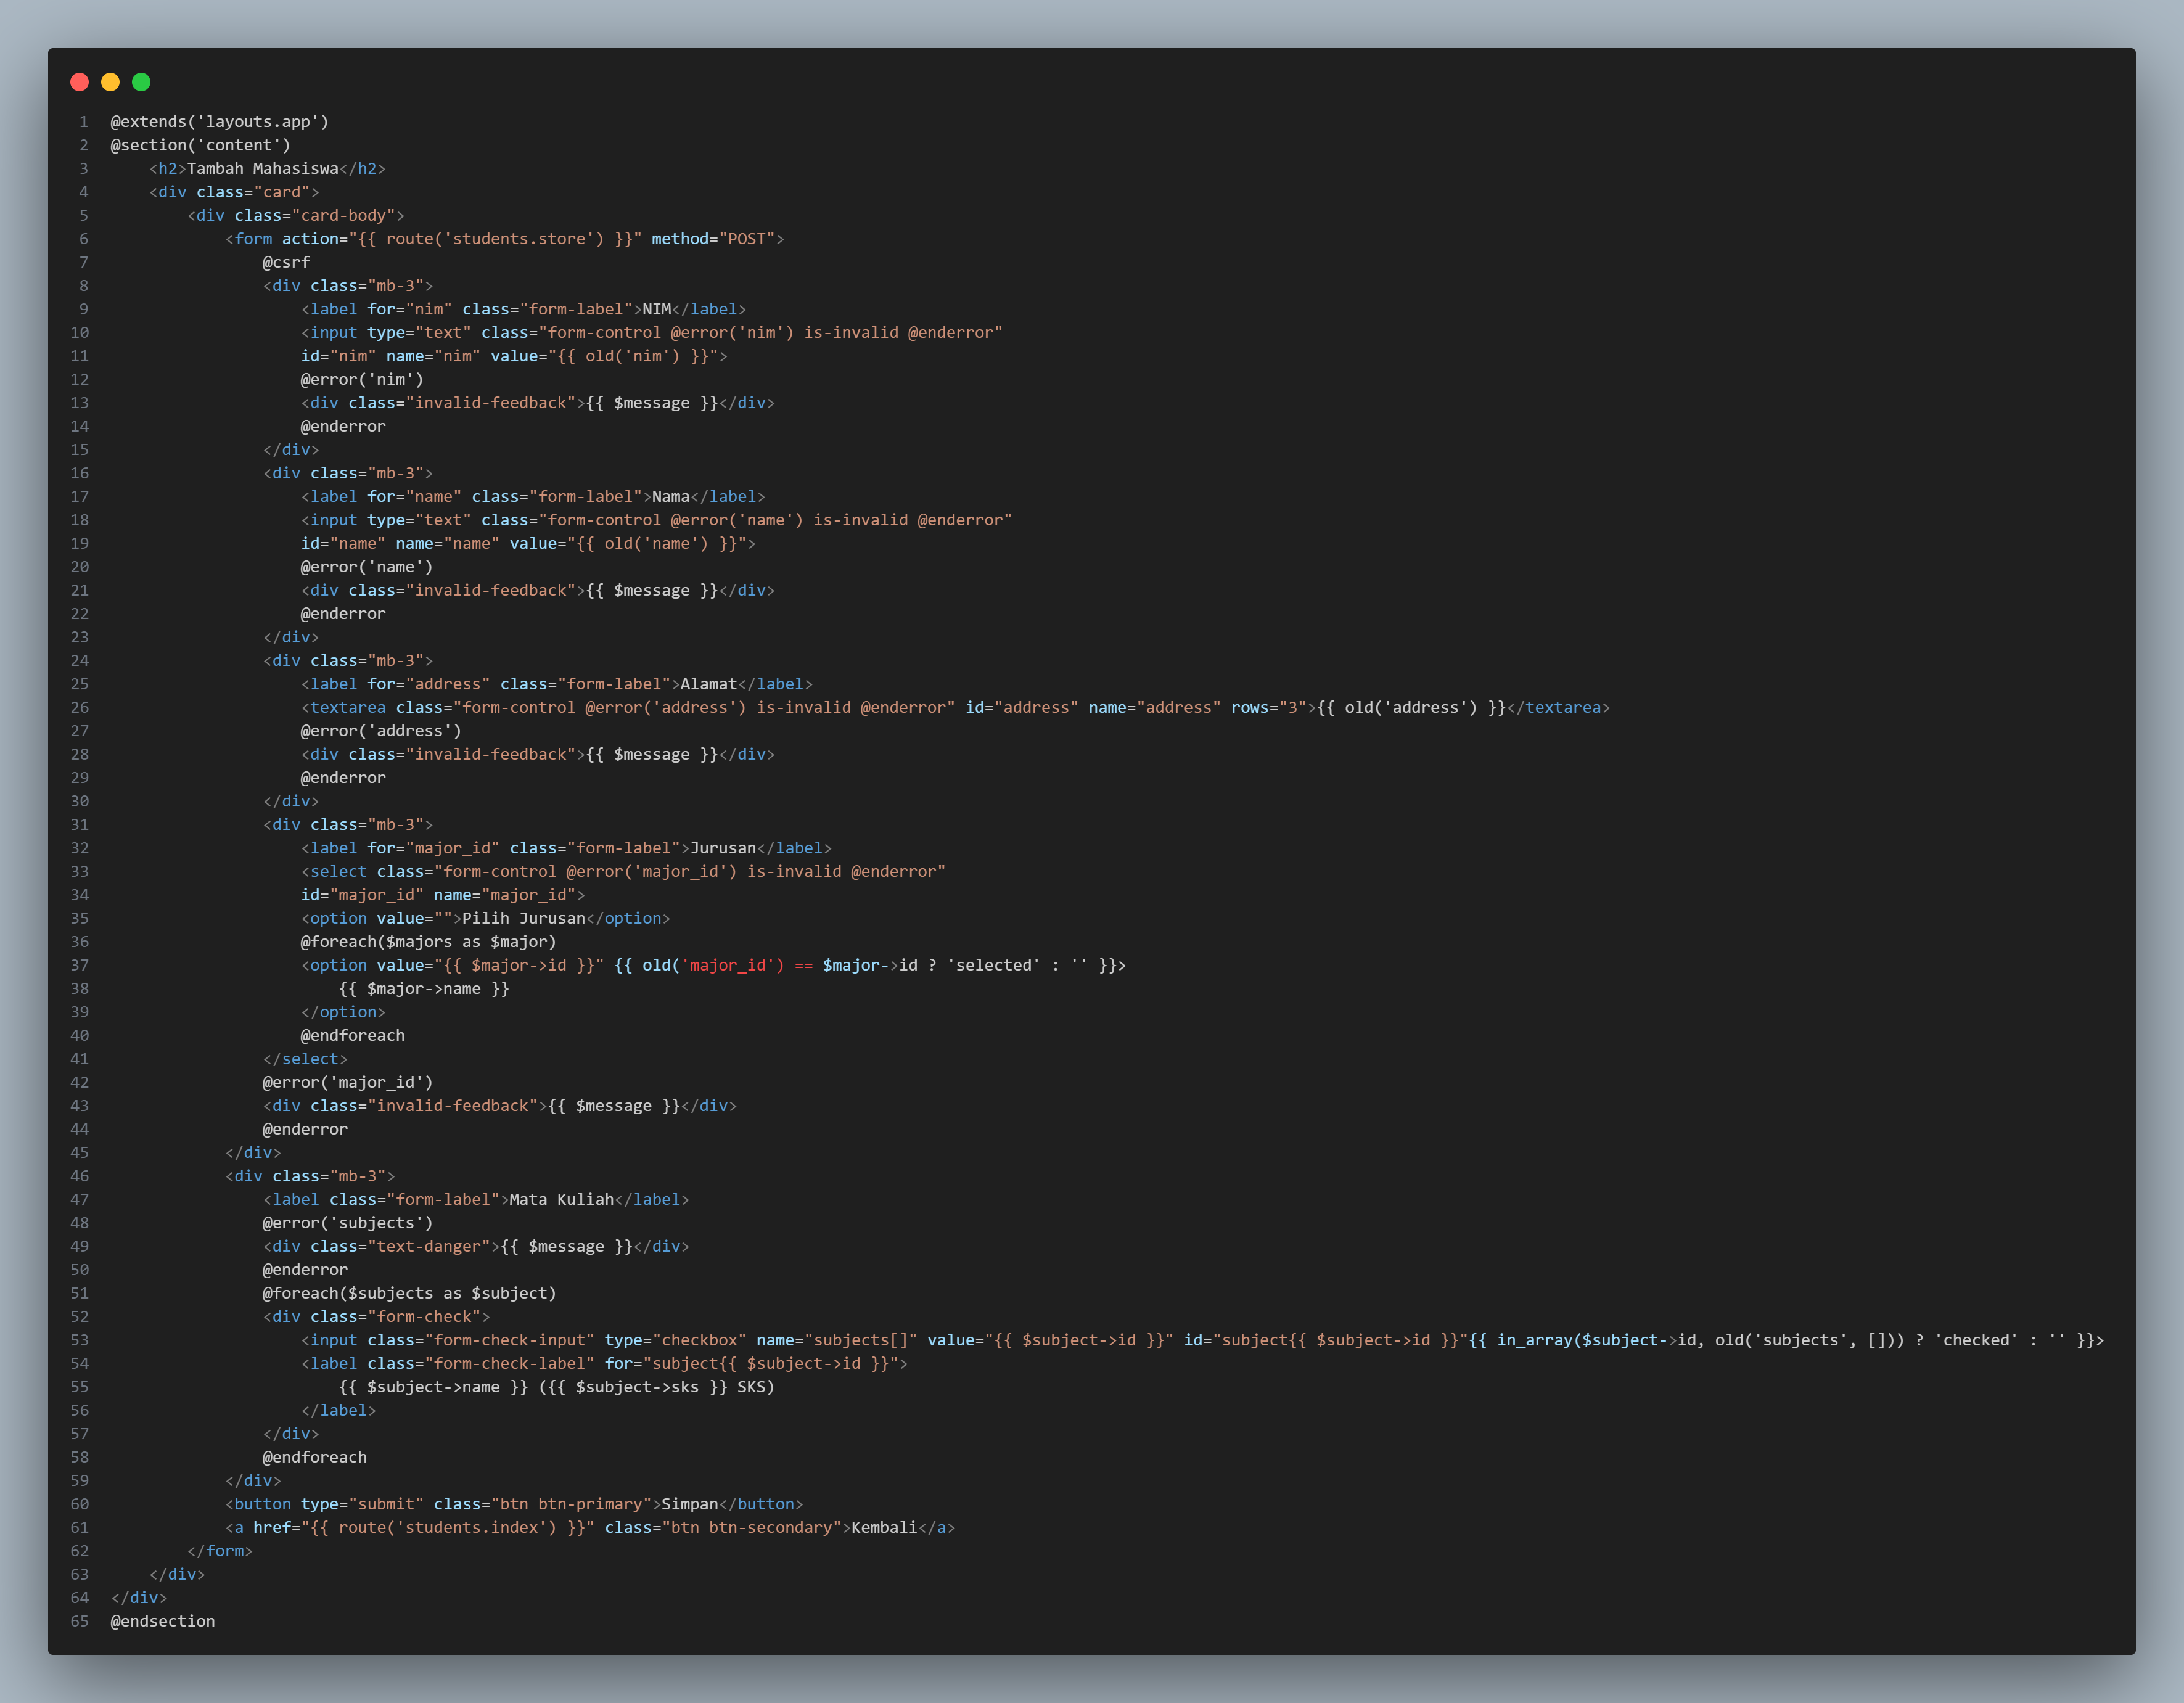 1 @extends('layouts.app')
2 @section('content')
3     <h2>Tambah Mahasiswa</h2>
4     <div class="card">
5         <div class="card-body">
6             <form action="{{ route('students.store') }}" method="POST">
7                 @csrf
8                 <div class="mb-3">
9                     <label for="nim" class="form-label">NIM</label>
10                     <input type="text" class="form-control @error('nim') is-invalid @enderror"
11                     id="nim" name="nim" value="{{ old('nim') }}">
12                     @error('nim')
13                     <div class="invalid-feedback">{{ $message }}</div>
14                     @enderror
15                 </div>
16                 <div class="mb-3">
17                     <label for="name" class="form-label">Nama</label>
18                     <input type="text" class="form-control @error('name') is-invalid @enderror"
19                     id="name" name="name" value="{{ old('name') }}">
20                     @error('name')
21                     <div class="invalid-feedback">{{ $message }}</div>
22                     @enderror
23                 </div>
24                 <div class="mb-3">
25                     <label for="address" class="form-label">Alamat</label>
26                     <textarea class="form-control @error('address') is-invalid @enderror" id="address" name="address" rows="3">{{ old('address') }}</textarea>
27                     @error('address')
28                     <div class="invalid-feedback">{{ $message }}</div>
29                     @enderror
30                 </div>
31                 <div class="mb-3">
32                     <label for="major_id" class="form-label">Jurusan</label>
33                     <select class="form-control @error('major_id') is-invalid @enderror"
34                     id="major_id" name="major_id">
35                     <option value="">Pilih Jurusan</option>
36                     @foreach($majors as $major)
37                     <option value="{{ $major->id }}" {{ old('major_id') == $major->id ? 'selected' : '' }}>
38                         {{ $major->name }}
39                     </option>
40                     @endforeach
41                 </select>
42                 @error('major_id')
43                 <div class="invalid-feedback">{{ $message }}</div>
44                 @enderror
45             </div>
46             <div class="mb-3">
47                 <label class="form-label">Mata Kuliah</label>
48                 @error('subjects')
49                 <div class="text-danger">{{ $message }}</div>
50                 @enderror
51                 @foreach($subjects as $subject)
52                 <div class="form-check">
53                     <input class="form-check-input" type="checkbox" name="subjects[]" value="{{ $subject->id }}" id="subject{{ $subject->id }}"{{ in_array($subject->id, old('subjects', [])) ? 'checked' : '' }}>
54                     <label class="form-check-label" for="subject{{ $subject->id }}">
55                         {{ $subject->name }} ({{ $subject->sks }} SKS)
56                     </label>
57                 </div>
58                 @endforeach
59             </div>
60             <button type="submit" class="btn btn-primary">Simpan</button>
61             <a href="{{ route('students.index') }}" class="btn btn-secondary">Kembali</a>
62         </form>
63     </div>
64 </div>
65 @endsection